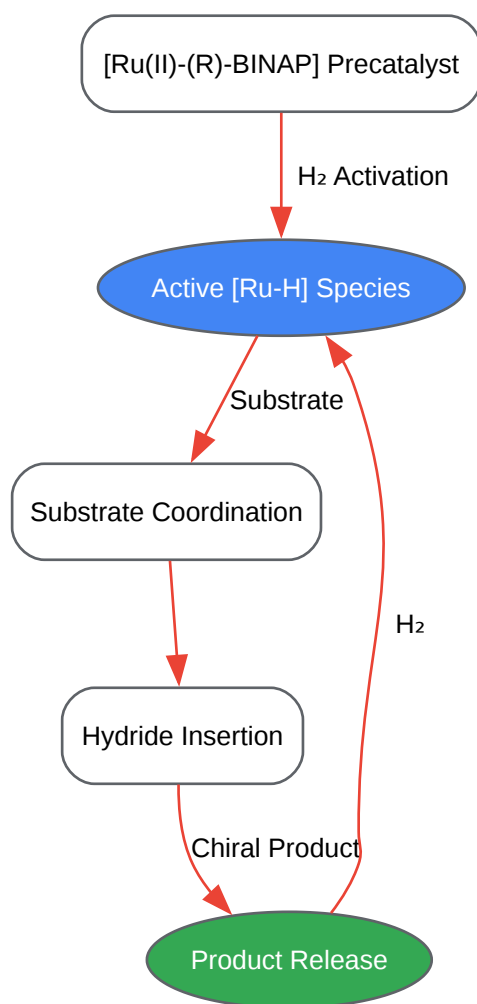 [Ru(II)-(R)-BINAP] Precatalyst
H₂ Activation
Active [Ru-H] Species
Substrate
Substrate Coordination
H₂
Hydride Insertion
Chiral Product
Product Release